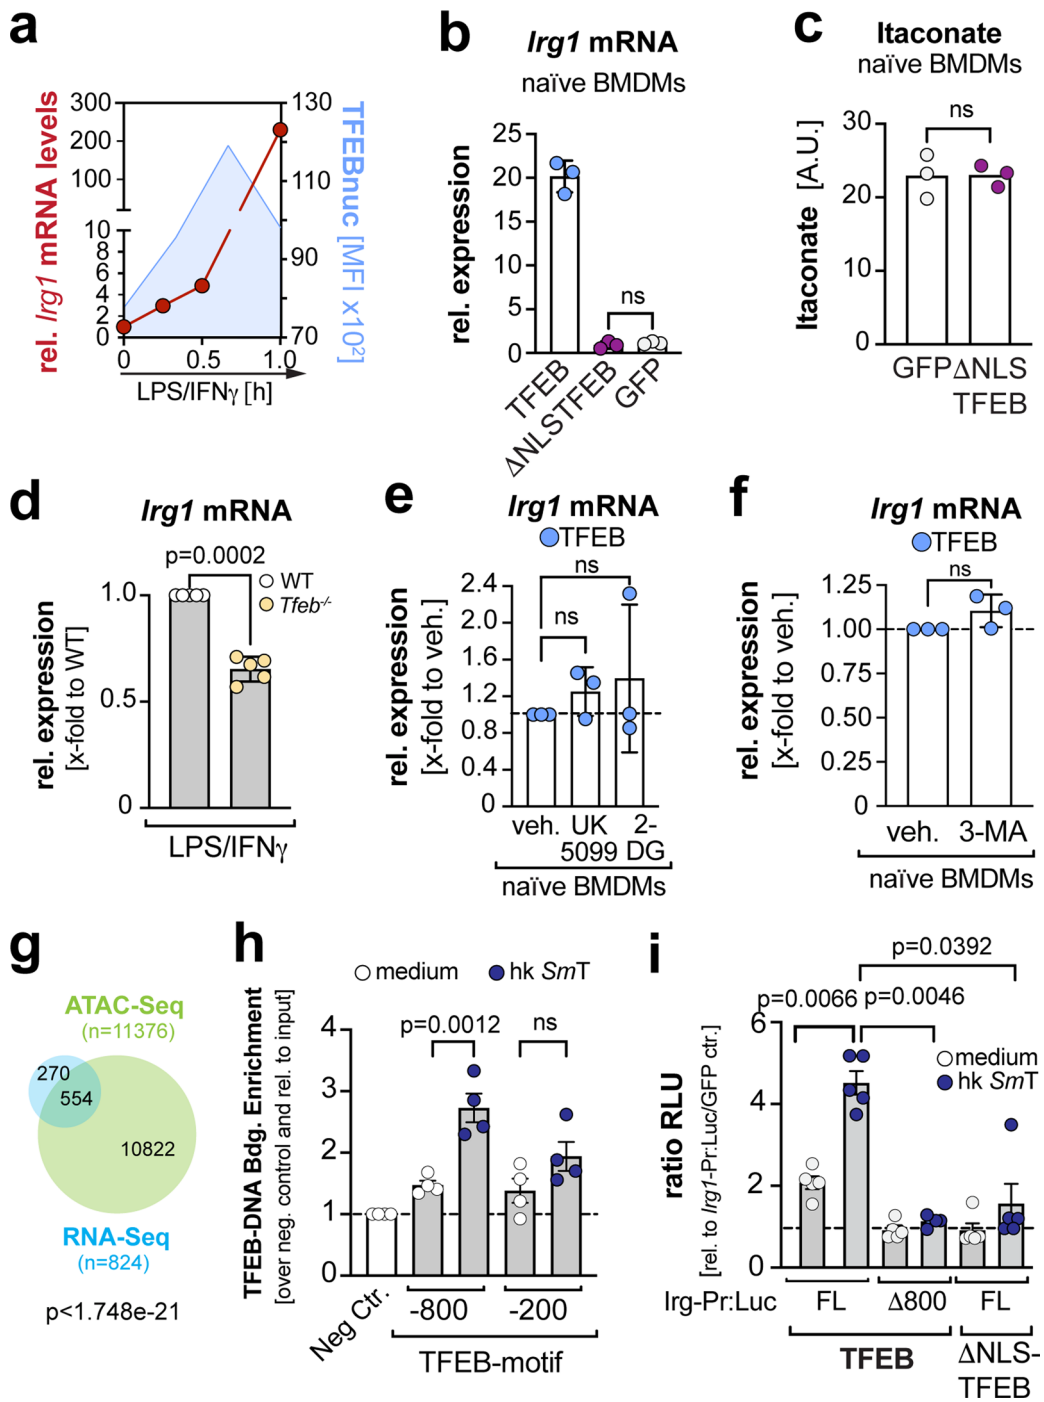 a
rel. Irg1 mRNA levels
300
200
100
10
8
6
4
2
0
130
110
90
70
TFEBnuc [MFI x10²]
0
0.5
1.0
LPS/IFNγ [h]
b
Irg1 mRNA
naïve BMDMs
rel. expression
25
20
15
10
5
0
ns
TFEB
ΔNLSTFEB
GFP
c
Itaconate
naïve BMDMs
Itaconate [A.U.]
30
20
10
0
ns
GFP ΔNLS
TFEB
d
Irg1 mRNA
p=0.0002
WT
Tfeb-/-
rel. expression
[x-fold to WT]
1.0
0.5
0
LPS/IFNγ
e
Irg1 mRNA
TFEB
rel. expression
[x-fold to veh.]
2.4
2.0
1.6
1.2
0.8
0.4
0
ns
ns
veh. UK 2-
5099 DG
naïve BMDMs
f
Irg1 mRNA
TFEB
rel. expression
[x-fold to veh.]
1.25
1.00
0.75
0.50
0.25
0
ns
veh. 3-MA
naïve BMDMs
g
ATAC-Seq
(n=11376)
270
554
10822
RNA-Seq
(n=824)
p<1.748e-21
h
medium hk SmT
TFEB-DNA Bdg. Enrichment
[over neg. control and rel. to input]
4
3
2
1
0
p=0.0012
ns
Neg Ctr.
-800 -200
TFEB-motif
i
p=0.0392
p=0.0066 p=0.0046
medium
hk SmT
ratio RLU
[rel. to Irg1-Pr:Luc/GFP ctr.]
6
4
2
0
Irg-Pr:Luc FL Δ800 FL
TFEB ΔNLS-
TFEB